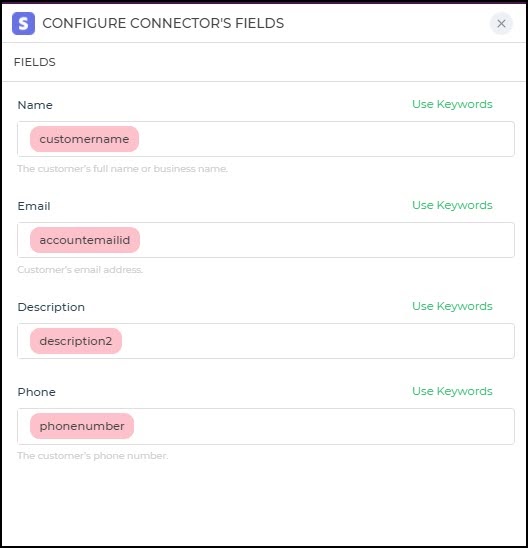 S CONFIGURE CONNECTOR'S FIELDS
FIELDS
Name Use Keywords
customername
The customer's full name or business name.
Email Use Keywords
accountemailid
Customer's email address.
Description Use Keywords
description2
Phone Use Keywords
phonenumber
The customer's phone number.